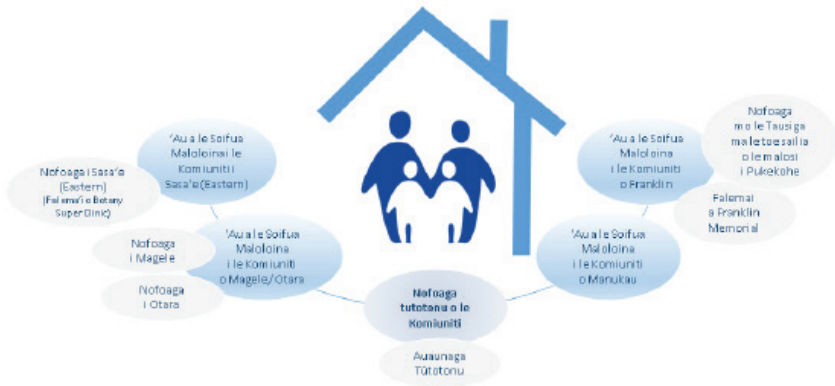 Nofoaga i Sasa'e
(Eastern)
(Falema'i o Botany
Super Clinic)
'Au a le Soifua
Maloloina i le
Komiuniti i
Sasa'e (Eastern)
Nofoaga
i Magele
Nofoaga
i Otara
'Au a le Soifua
Maloloina
i le Komiuniti
o Magele/Otara
Nofoaga
tutotonu o le
Komiuniti
Auaunaga
Tūtotonu
'Au a le Soifua
Maloloina
i le Komiuniti
o Manukau
'Au a le Soifua
Maloloina
i le Komiuniti
o Franklin
Nofoaga
mo le Tausiga
ma le toe sailia
o le malosi
i Pukekohe
Falemai
a Franklin
Memorial